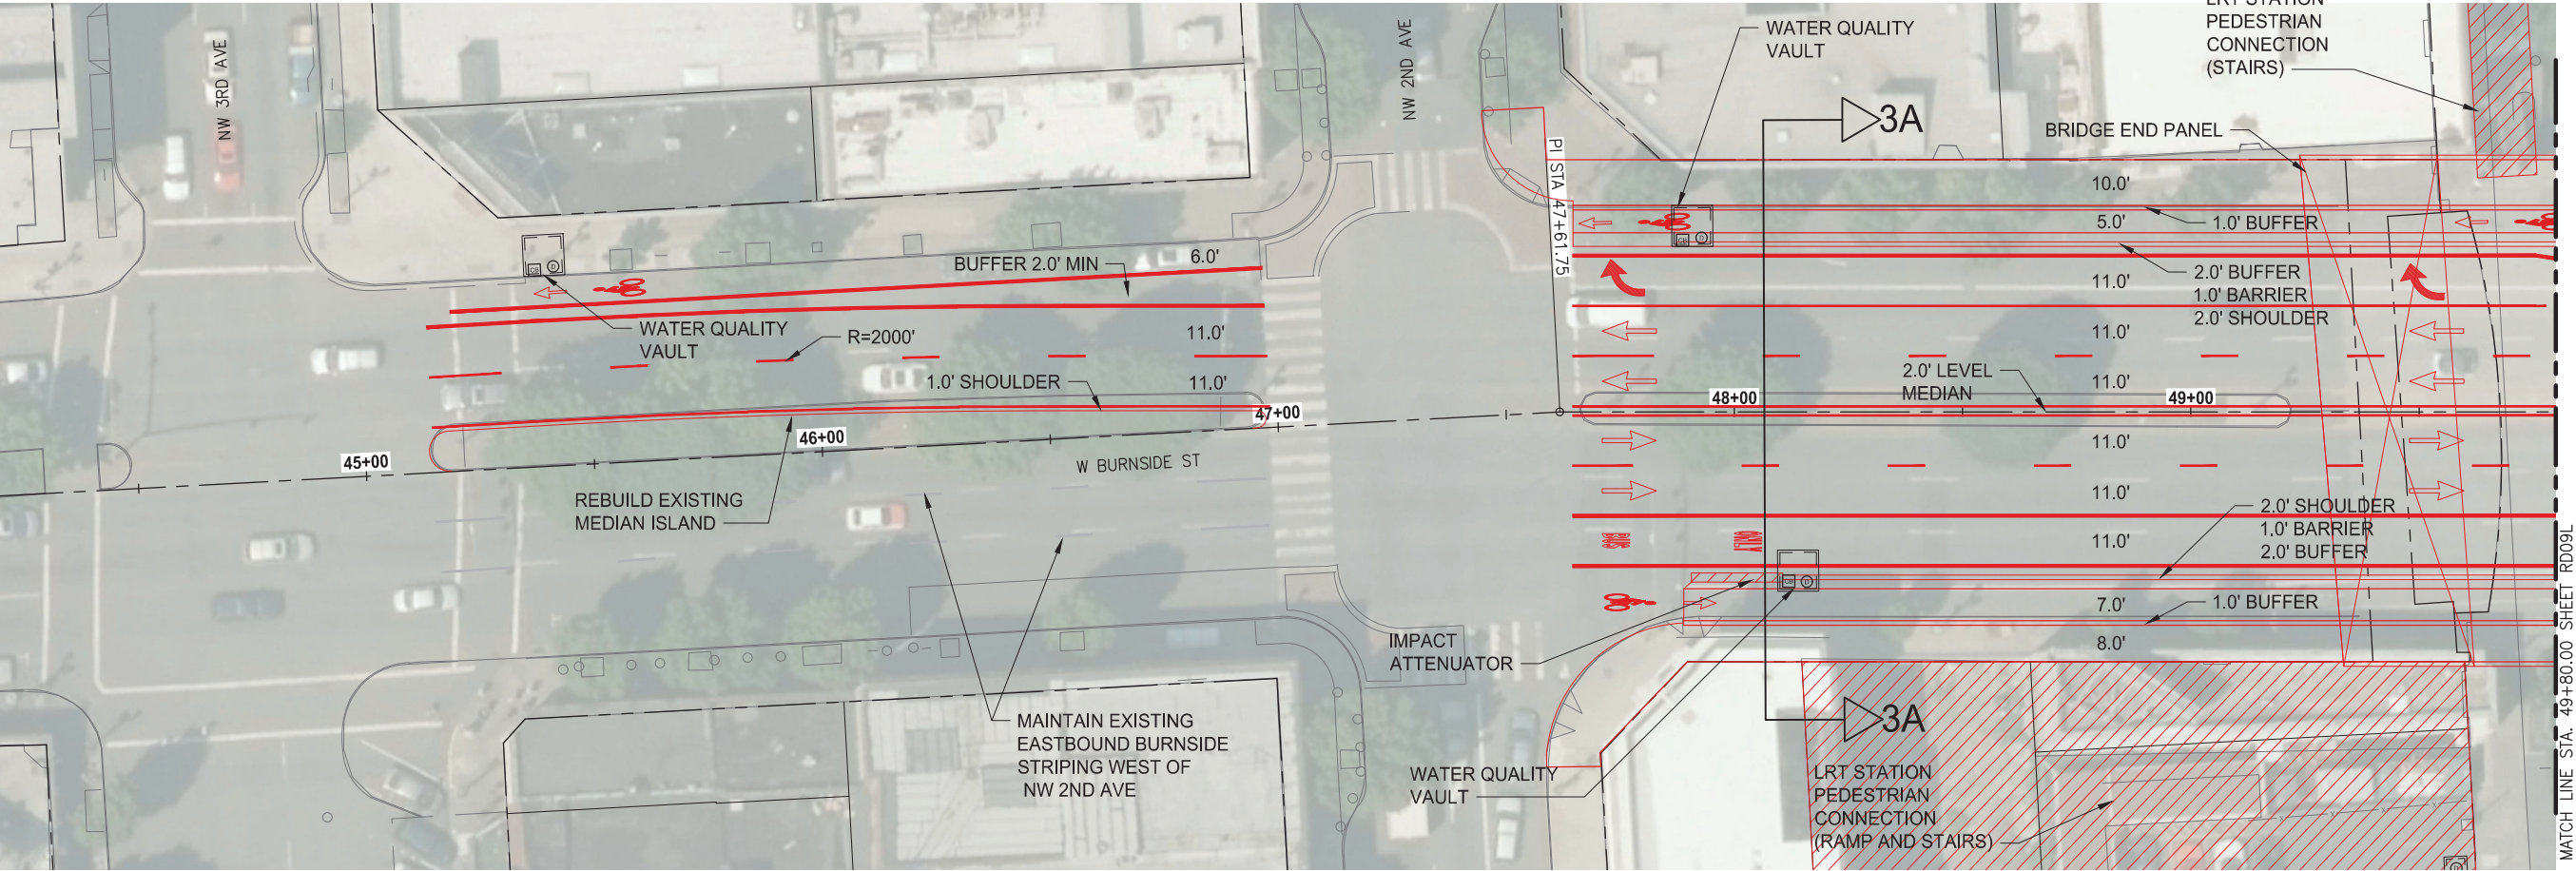 NW 3RD AVE
NW 2ND AVE
WATER QUALITY
VAULT
PEDESTRIAN
CONNECTION
(STAIRS)
3A
BRIDGE END PANEL
PI STA 47+61.75
10.0'
5.0'
1.0' BUFFER
2.0' BUFFER
1.0' BARRIER
2.0' SHOULDER
11.0'
11.0'
11.0'
BUFFER 2.0' MIN
6.0'
WATER QUALITY
VAULT
R=2000'
11.0'
1.0' SHOULDER
11.0'
2.0' LEVEL
MEDIAN
45+00
46+00
47+00
48+00
49+00
W BURNSIDE ST
REBUILD EXISTING
MEDIAN ISLAND
11.0'
11.0'
11.0'
2.0' SHOULDER
1.0' BARRIER
2.0' BUFFER
BUS
ONLY
CB
D
CB
D
CB
D
7.0'
1.0' BUFFER
8.0'
IMPACT
ATTENUATOR
MAINTAIN EXISTING
EASTBOUND BURNSIDE
STRIPING WEST OF
NW 2ND AVE
WATER QUALITY
VAULT
3A
LRT STATION
PEDESTRIAN
CONNECTION
(RAMP AND STAIRS)
MATCH LINE STA. 49+80.00 SHEET RD09L